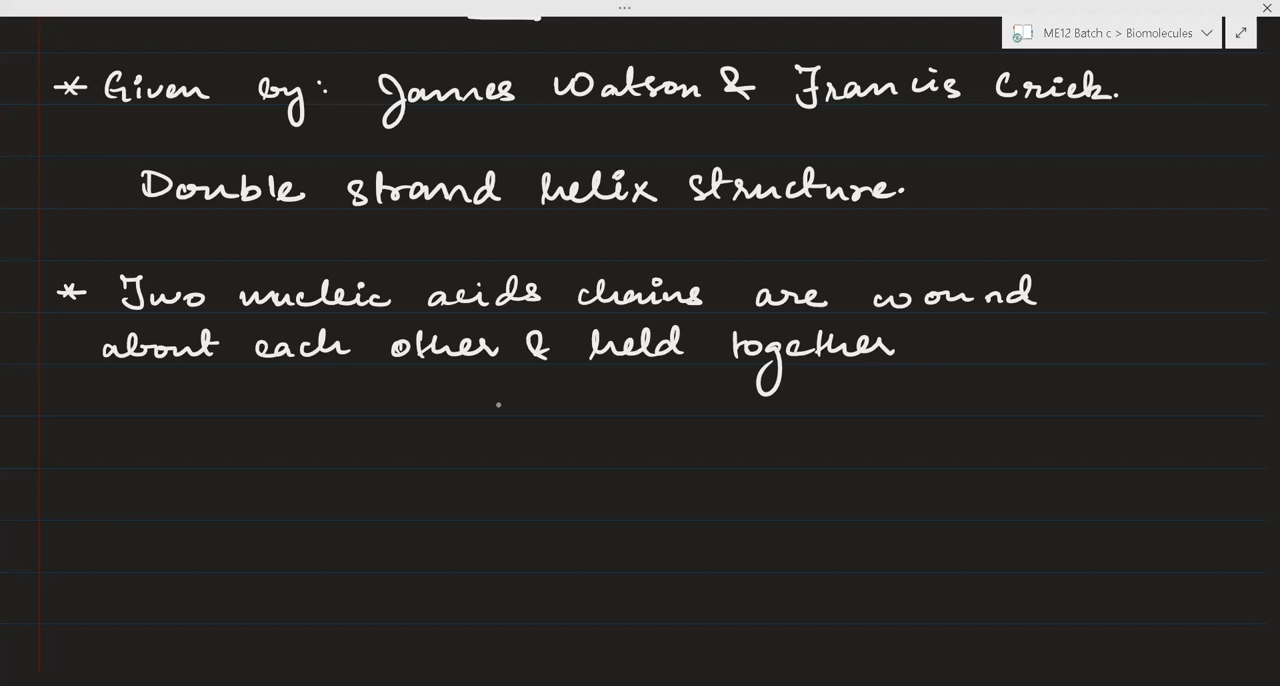 ME12 Batch c > Biomolecules
* Given by: James Watson & Francis Crick.
Double strand helix structure.
* Two nucleic acids chains are wound
about each other & held together